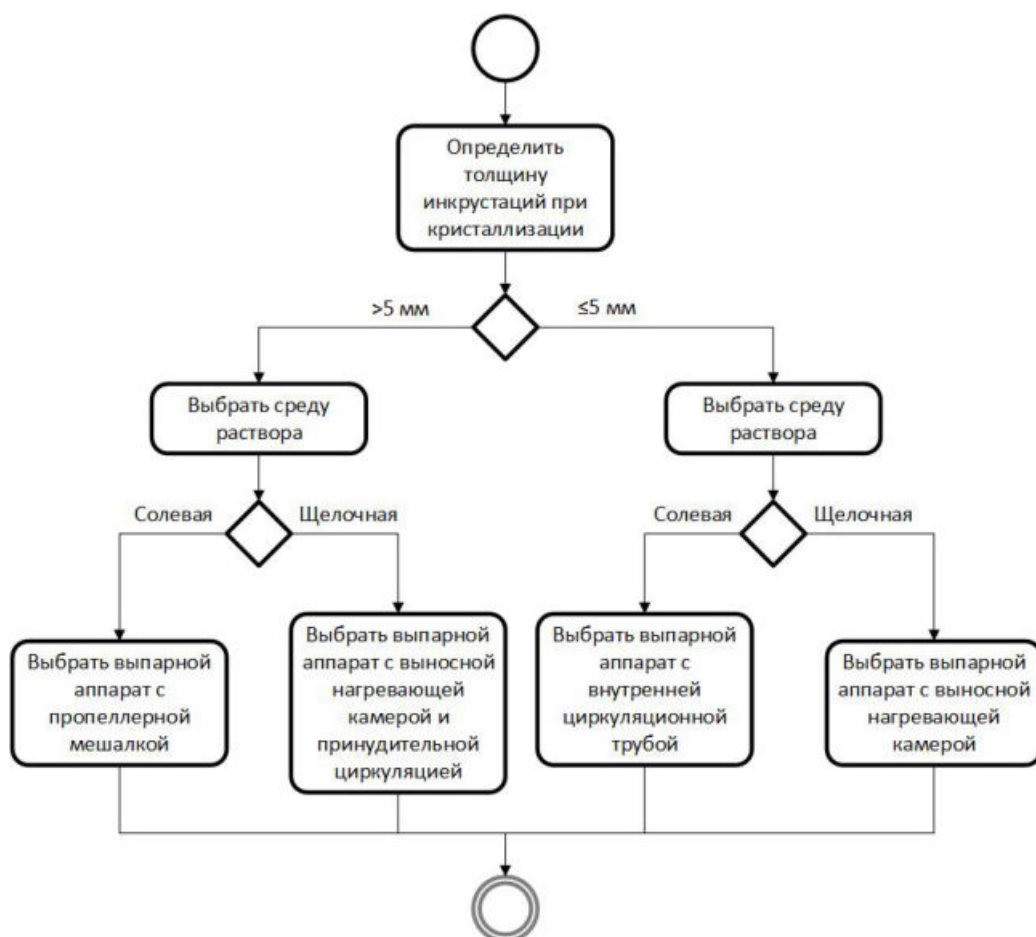 Определить
толщину
инкрустаций при
кристаллизации
>5 мм
≤5 мм
Выбрать среду
раствора
Выбрать среду
раствора
Солевая
Щелочная
Солевая
Щелочная
Выбрать выпарной
аппарат с
пропеллерной
мешалкой
Выбрать выпарной
аппарат с выносной
нагревающей
камерой и
принудительной
циркуляцией
Выбрать выпарной
аппарат с
внутренней
циркуляционной
трубой
Выбрать выпарной
аппарат с выносной
нагревающей
камерой